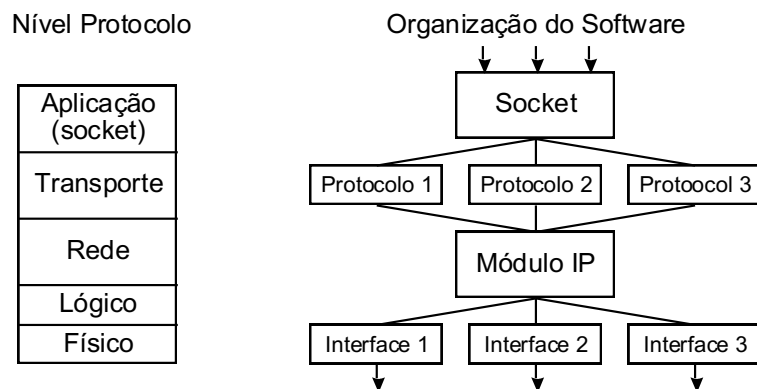 Nível Protocolo
Aplicação
(socket)
Transporte
Rede
Lógico
Físico
Organização do Software
Socket
Protocolo 1
Protocolo 2
Protoocol 3
Módulo IP
Interface 1
Interface 2
Interface 3